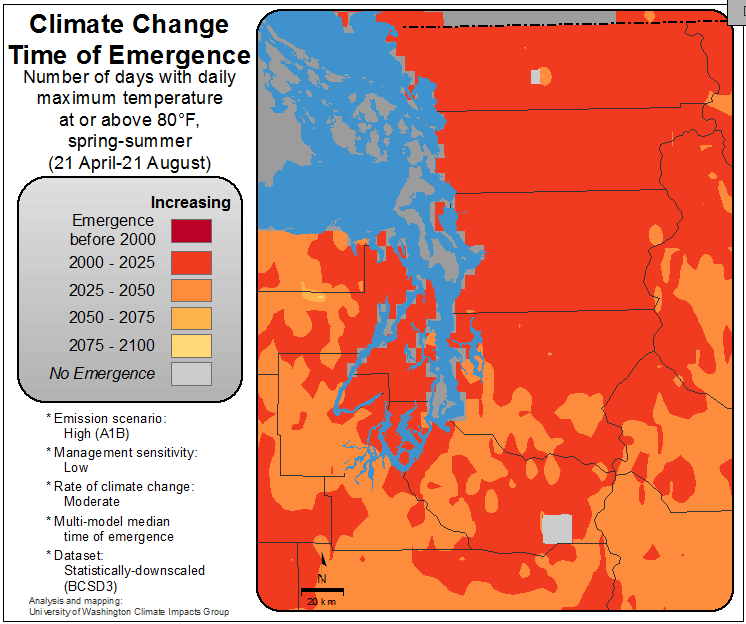 Climate Change
Time of Emergence
Number of days with daily
maximum temperature
at or above 80°F,
spring-summer
(21 April-21 August)
Increasing
Emergence
before 2000
2000 - 2025
2025 - 2050
2050 - 2075
2075 - 2100
No Emergence
* Emission scenario:
High (A1B)
* Management sensitivity:
Low
* Rate of climate change:
Moderate
* Multi-model median
time of emergence
* Dataset:
Statistically-downscaled
(BCSD3)
Analysis and mapping:
University of Washington Climate Impacts Group
N
20 km